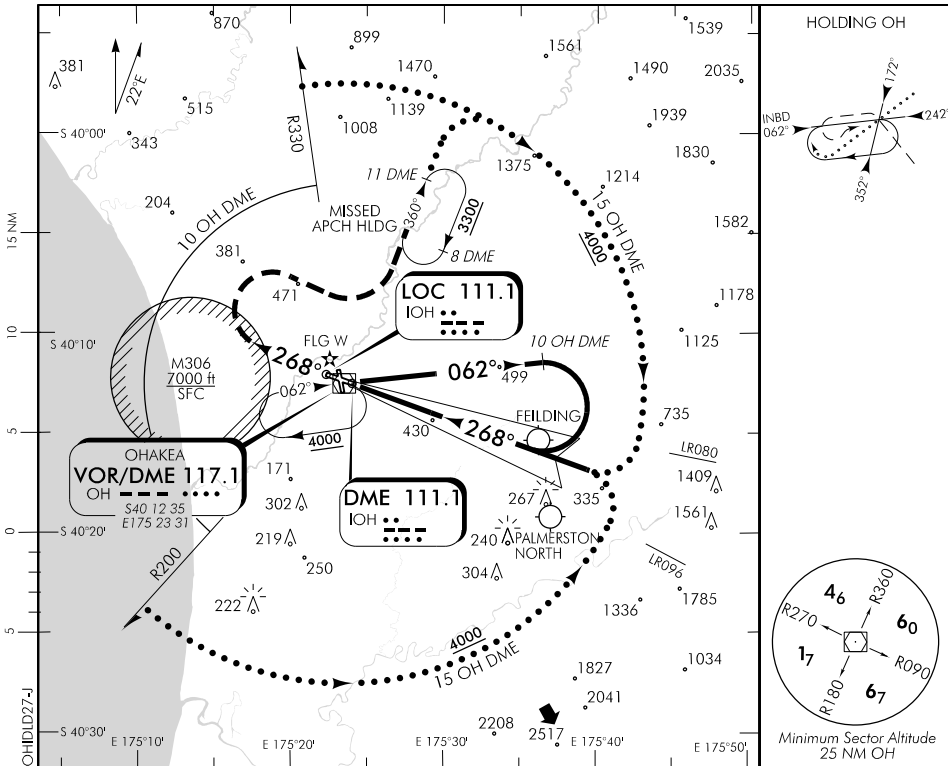 870
899
1561
1539
HOLDING OH
381
22°E
1470
1490
2035
515
1139
172°
S 40°00'
343
1008
R330
1939
INBD
062°
242°
1375
1830
11 DME
1214
352°
204
360°
3300
MISSED
APCH HLDG
10 OH DME
15 OH DME
4000
1582
15 NM
8 DME
381
471
LOC 111.1
IOH
1178
1125
10
S 40°10'
FLG W
268°
10 OH DME
M306
7000 ft
SFC
062°
062°
499
FEILDING
735
430
268°
4000
5
LR080
1409
OHAKEA
VOR/DME 117.1
OH
S40 12 35
E175 23 31
171
302
DME 111.1
IOH
267
335
1561
0
S 40°20'
219
240
PALMERSTON
NORTH
250
304
LR096
R200
222
1336
1785
46
R360
R270
60
17
R090
R180
67
5
4000
15 OH DME
1827
1034
2041
2208
2517
S 40°30'
E 175°10'
E 175°20'
E 175°40'
E 175°50'
Minimum Sector Altitude
25 NM OH
OHIDLD27-J